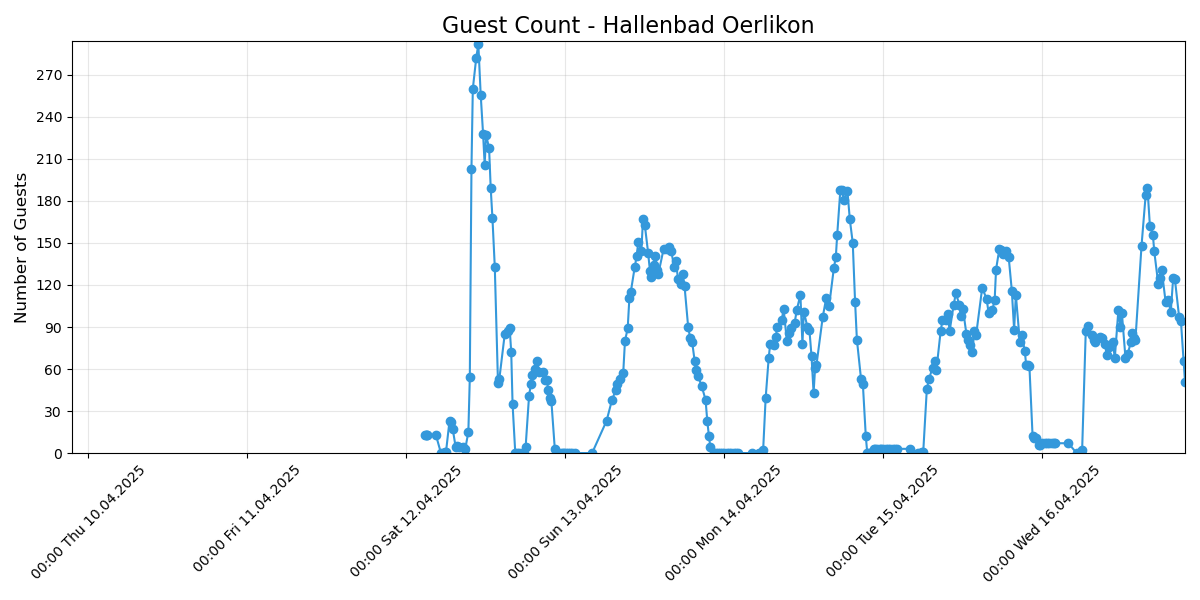 Guest Count - Hallenbad Oerlikon
Number of Guests
270
240
210
180
150
120
90
60
30
0
00:00 Thu 10.04.2025
00:00 Fri 11.04.2025
00:00 Sat 12.04.2025
00:00 Sun 13.04.2025
00:00 Mon 14.04.2025
00:00 Tue 15.04.2025
00:00 Wed 16.04.2025